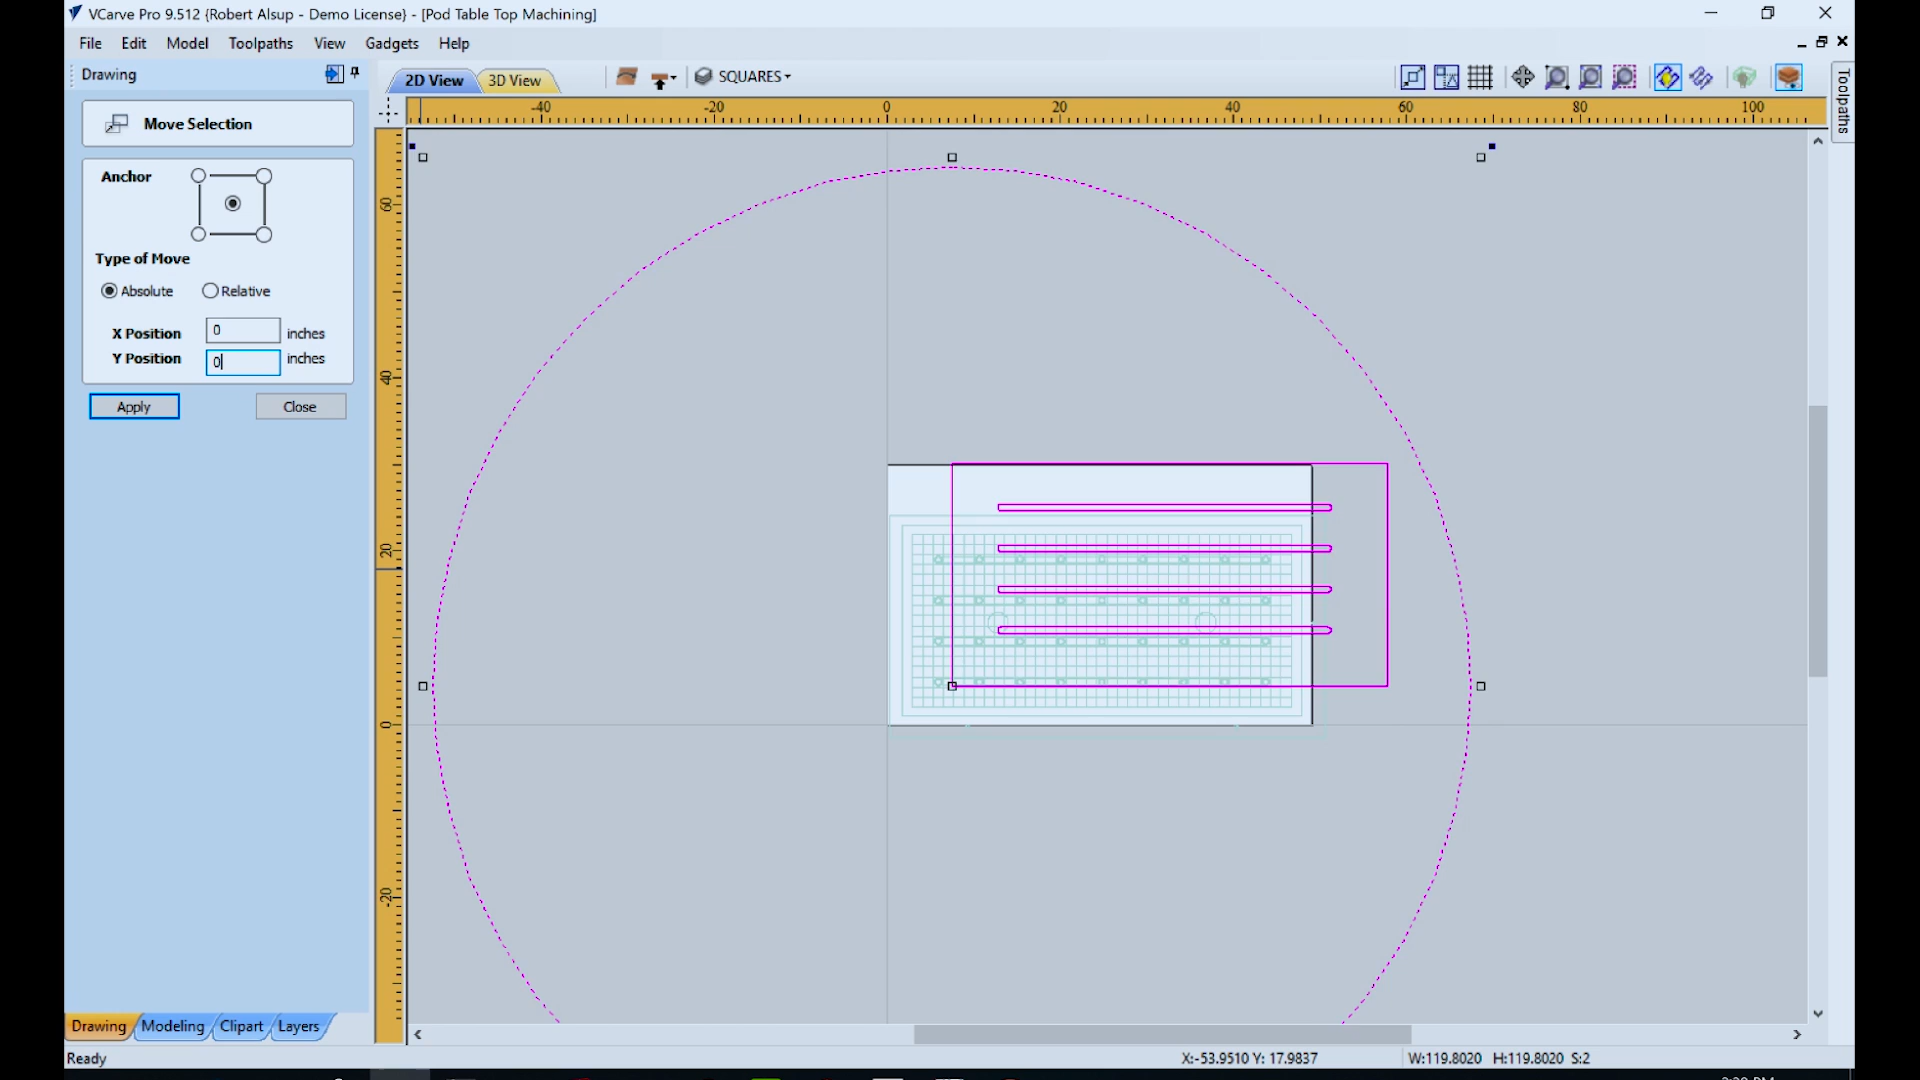 VCarve Pro 9.512 {Robert Alsup - Demo License} - [Pod Table Top Machining]
File Edit Model Toolpaths View Gadgets Help
Drawing
2D View 3D View SQUARES
Toolpaths
-40 -20 0 20 40 60 80 100
Move Selection
Anchor
Type of Move
Absolute Relative
X Position 0 inches
Y Position 0 inches
Apply Close
60
40
20
0
-20
Drawing Modeling Clipart Layers
Ready X:-53.9510 Y: 17.9837 W:119.8020 H:119.8020 S:2